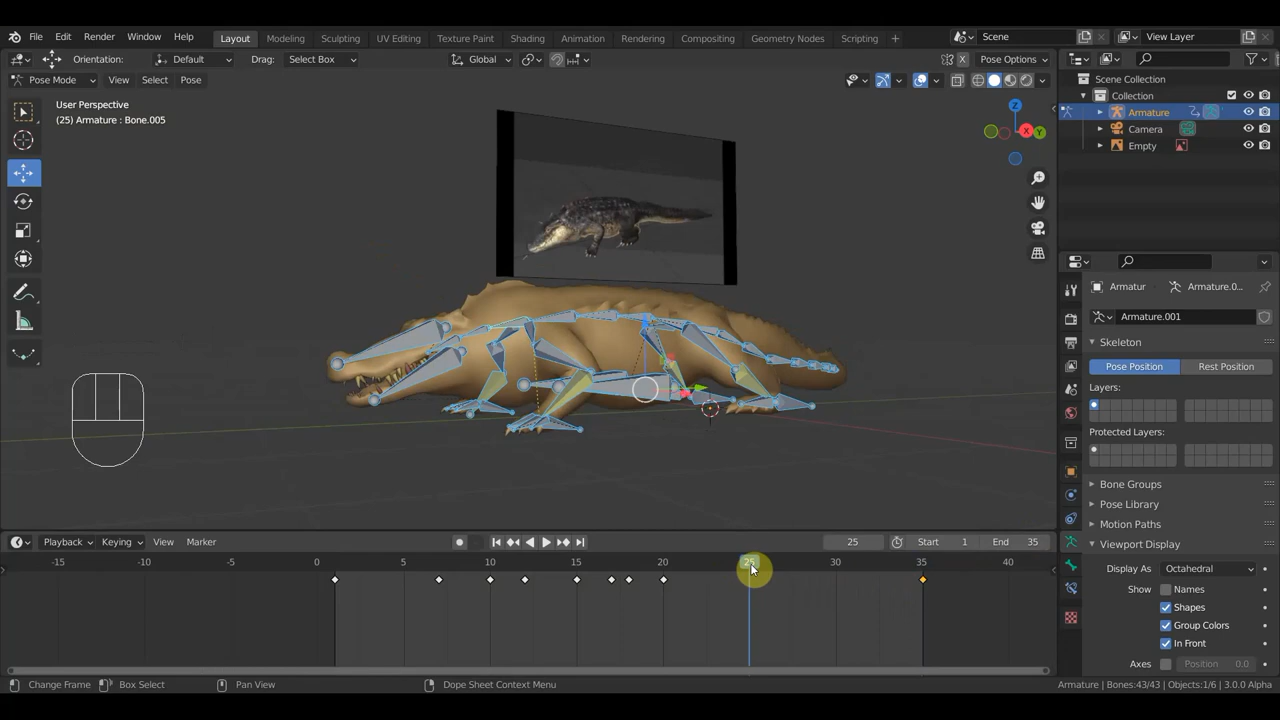 File Edit Render Window Help Layout Modeling Sculpting UV Editing Texture Paint Shading Animation Rendering Compositing Geometry Nodes Scripting + Scene View Layer
Orientation: Default Drag: Select Box Global X Pose Options
Pose Mode View Select Pose
Scene Collection
Collection
Armature
Camera
Empty
User Perspective
(25) Armature : Bone.005
Z
X
Y
Armatur Armature.0...
Armature.001
Skeleton
Pose Position Rest Position
Layers:
Protected Layers:
Bone Groups
Pose Library
Motion Paths
Viewport Display
Display As Octahedral
Show Names
Shapes
Group Colors
In Front
Axes Position 0.0
Playback Keying View Marker 25 Start 1 End 35
-15 -10 -5 0 5 10 15 20 25 30 35 40
Change Frame Box Select Pan View Dope Sheet Context Menu Armature | Bones:43/43 | Objects:1/6 | 3.0.0 Alpha